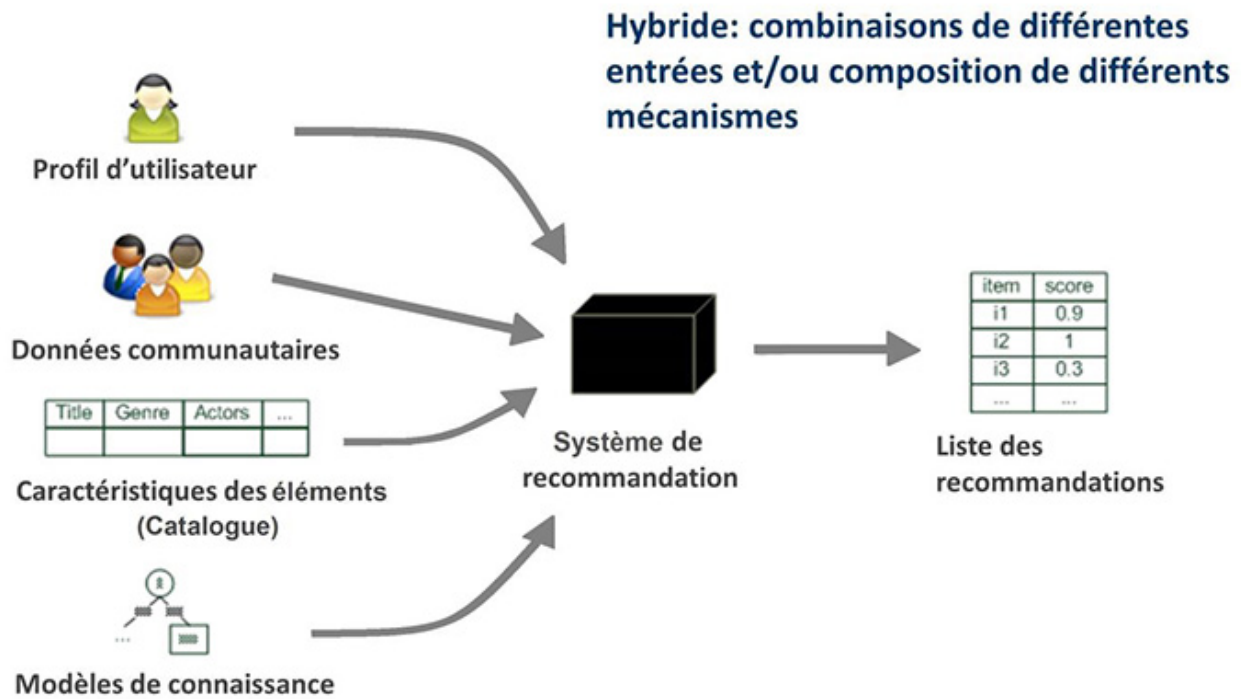 Hybride: combinaisons de différentes
entrées et/ou composition de différents
mécanismes
Profil d'utilisateur
Données communautaires
Title Genre Actors ...
Caractéristiques des éléments
(Catalogue)
...
Modèles de connaissance
Système de
recommandation
item score
i1 0.9
i2 1
i3 0.3
... ...
Liste des
recommandations